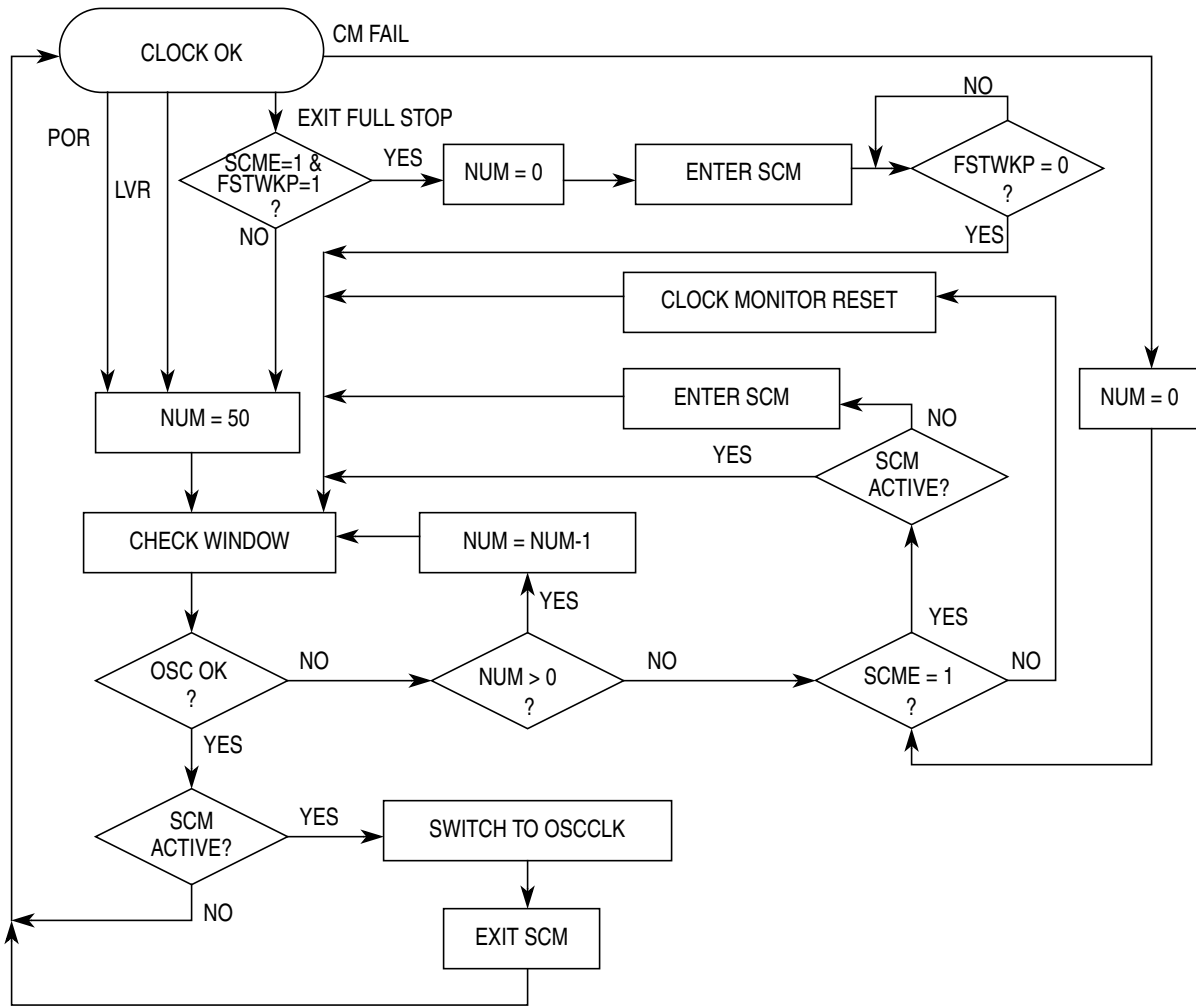 CLOCK OK
CM FAIL
POR
LVR
EXIT FULL STOP
SCME=1 &
FSTWKP=1
?
YES
NO
NUM = 0
ENTER SCM
NO
FSTWKP = 0
?
YES
CLOCK MONITOR RESET
NUM = 50
ENTER SCM
NO
YES
SCM
ACTIVE?
NUM = 0
CHECK WINDOW
NUM = NUM-1
YES
YES
OSC OK
?
NO
NUM > 0
?
NO
SCME = 1
?
NO
YES
SCM
ACTIVE?
YES
SWITCH TO OSCCLK
NO
EXIT SCM